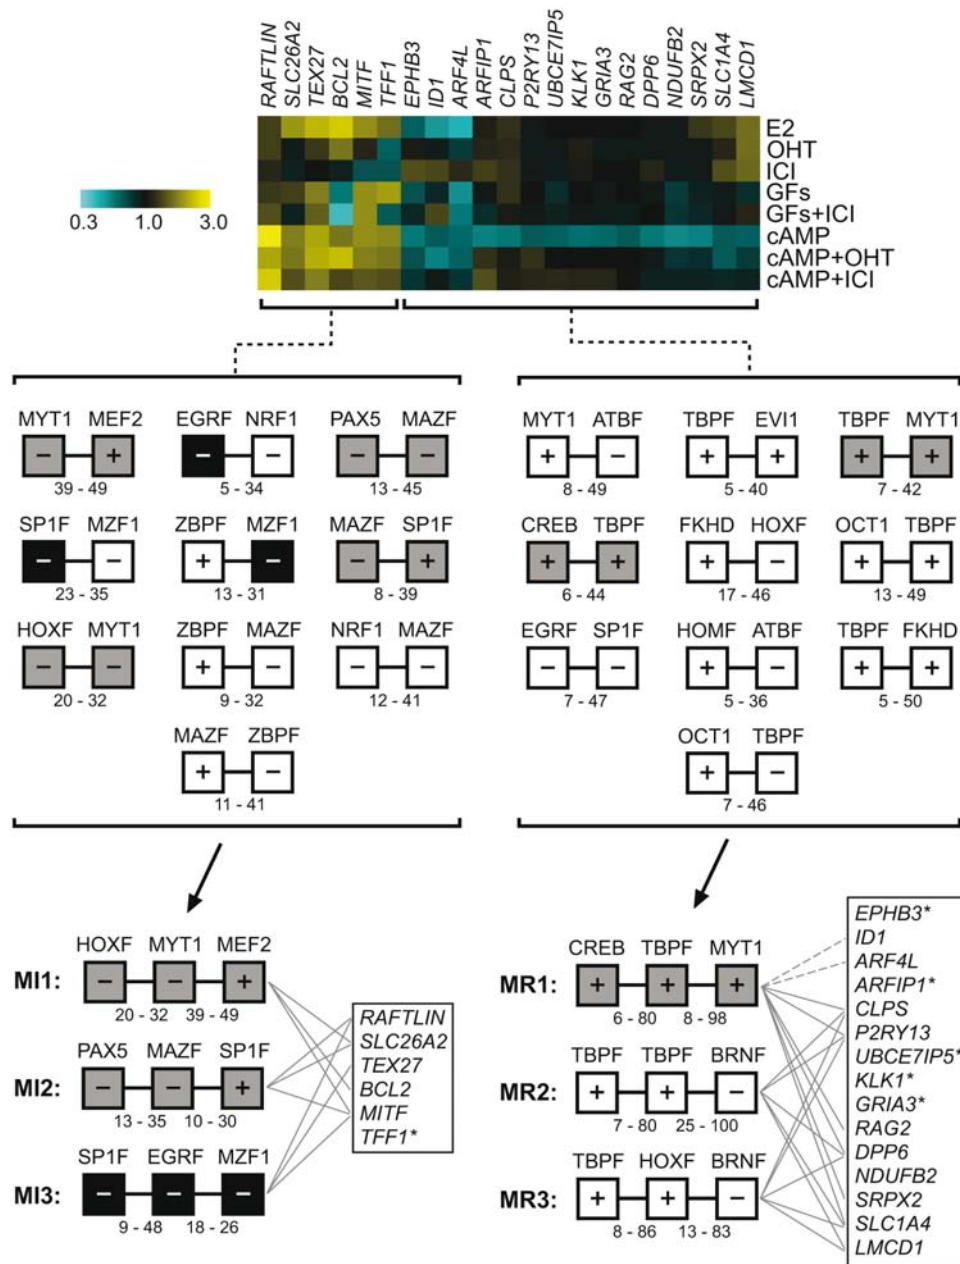 RAFTLIN SLC26A2 TEX27 BCL2 MITF TFF1 EPHB3 ID1 ARF4L ARFIP1 CLPS P2RY13 UBCE7IP5 KLK1 GRIA3 RAG2 DPP6 NDUFB2 SRPX2 SLC1A4 LMCD1
E2
OHT
ICI
GFs
GFs+ICI
cAMP
cAMP+OHT
cAMP+ICI
0.3 1.0 3.0
MYT1 MEF2 EGRF NRF1 PAX5 MAZF
− + − − − −
39 - 49 5 - 34 13 - 45
SP1F MZF1 ZBPF MZF1 MAZF SP1F
− − + − − +
23 - 35 13 - 31 8 - 39
HOXF MYT1 ZBPF MAZF NRF1 MAZF
− − + − − −
20 - 32 9 - 32 12 - 41
MAZF ZBPF
+ −
11 - 41
MYT1 ATBF TBPF EVI1 TBPF MYT1
+ − + + + +
8 - 49 5 - 40 7 - 42
CREB TBPF FKHD HOXF OCT1 TBPF
+ + + − + +
6 - 44 17 - 46 13 - 49
EGRF SP1F HOMF ATBF TBPF FKHD
− − + − + +
7 - 47 5 - 36 5 - 50
OCT1 TBPF
+ −
7 - 46
HOXF MYT1 MEF2
MI1: − − +
20 - 32 39 - 49
PAX5 MAZF SP1F
MI2: − − +
13 - 35 10 - 30
SP1F EGRF MZF1
MI3: − − −
9 - 48 18 - 26
RAFTLIN
SLC26A2
TEX27
BCL2
MITF
TFF1*
CREB TBPF MYT1
MR1: + + +
6 - 80 8 - 98
TBPF TBPF BRNF
MR2: + + −
7 - 80 25 - 100
TBPF HOXF BRNF
MR3: + + −
8 - 86 13 - 83
EPHB3*
ID1
ARF4L
ARFIP1*
CLPS
P2RY13
UBCE7IP5*
KLK1*
GRIA3*
RAG2
DPP6
NDUFB2
SRPX2
SLC1A4
LMCD1